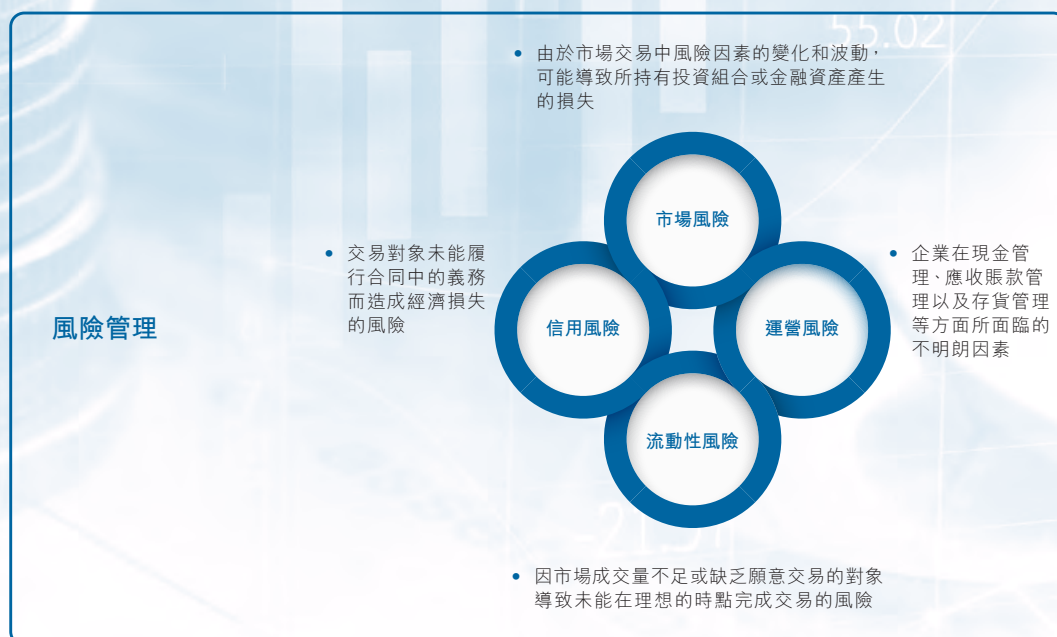 55.02
• 由於市場交易中風險因素的變化和波動，
可能導致所持有投資組合或金融資產產生
的損失
市場風險
• 交易對象未能履
行合同中的義務
而造成經濟損失
的風險
信用風險
運營風險
• 企業在現金管
理、應收賬款管
理以及存貨管理
等方面所面臨的
不明朗因素
風險管理
流動性風險
• 因市場成交量不足或缺乏願意交易的對象
導致未能在理想的時點完成交易的風險